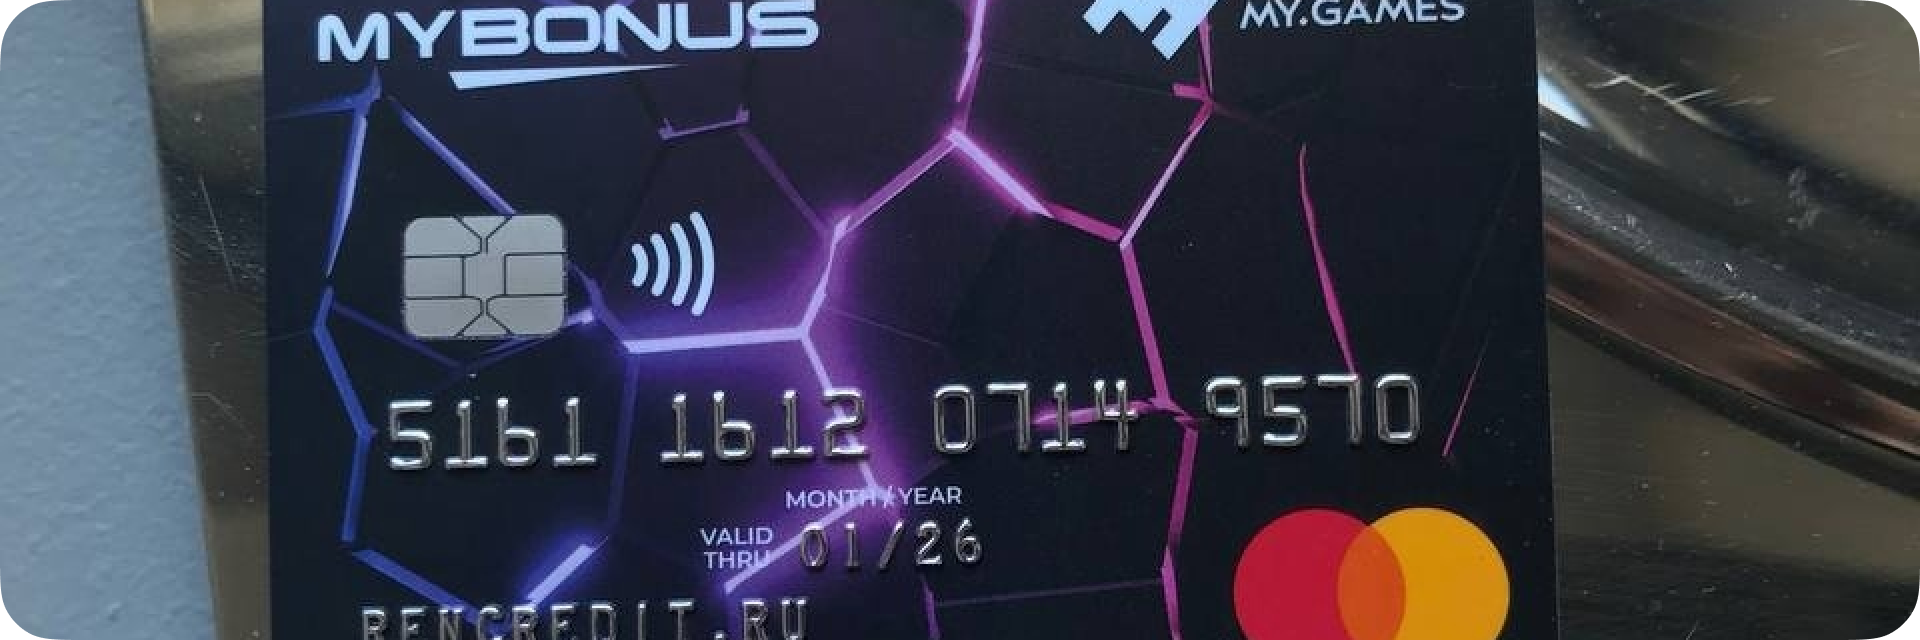 MYBONUS
MY.GAMES
5161 1612 0714 9570
MONTH / YEAR
VALID THRU 01/26
RENCREDIT.RU